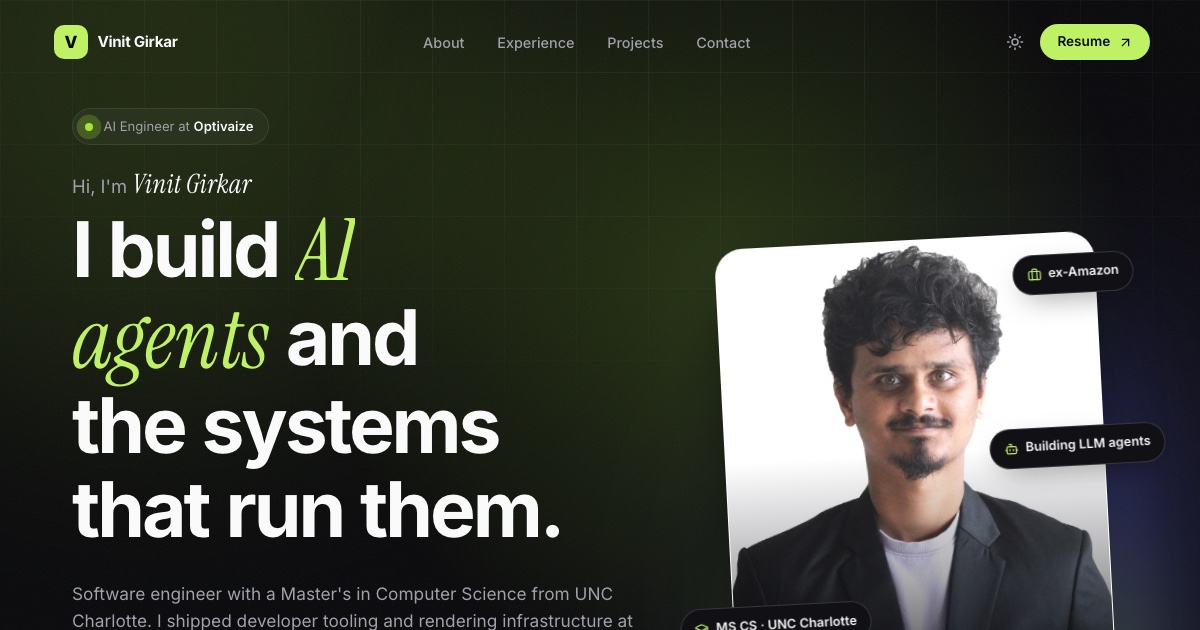 V Vinit Girkar
About Experience Projects Contact
Resume
AI Engineer at Optivaize
Hi, I'm Vinit Girkar
I build AI
agents and
the systems
that run them.
Software engineer with a Master's in Computer Science from UNC
Charlotte. I shipped developer tooling and rendering infrastructure at
ex-Amazon
Building LLM agents
MS CS · UNC Charlotte